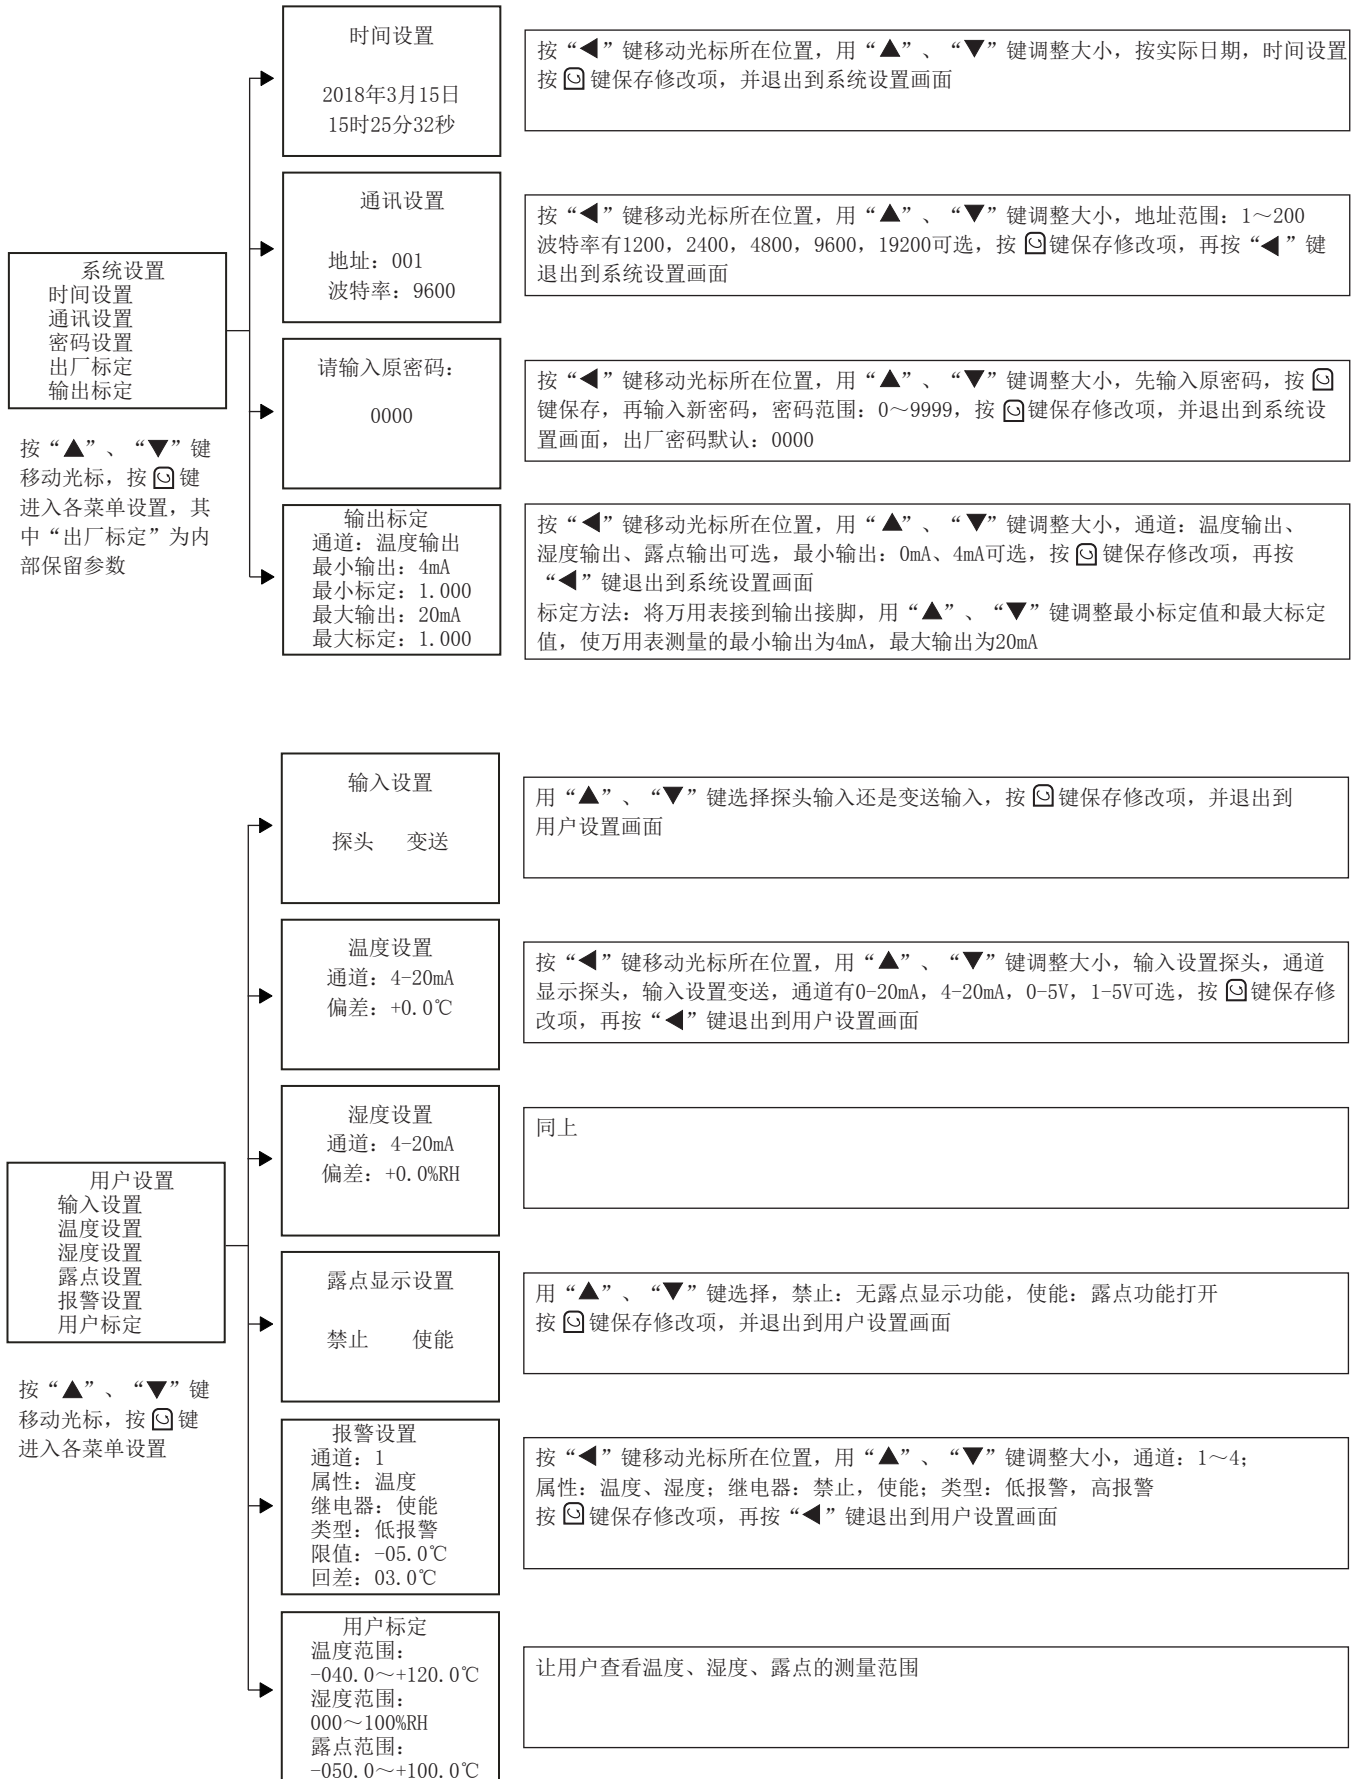 时间设置
2018年3月15日
15时25分32秒
按“◀”键移动光标所在位置，用“▲”、“▼”键调整大小，按实际日期，时间设置
按键保存修改项，并退出到系统设置画面
通讯设置
地址：001
波特率：9600
按“◀”键移动光标所在位置，用“▲”、“▼”键调整大小，地址范围：1～200
波特率有1200，2400，4800，9600，19200可选，按键保存修改项，再按“◀”键
退出到系统设置画面
系统设置
时间设置
通讯设置
密码设置
出厂标定
输出标定
按“▲”、“▼”键
移动光标，按键
进入各菜单设置，其
中“出厂标定”为内
部保留参数
请输入原密码：
0000
按“◀”键移动光标所在位置，用“▲”、“▼”键调整大小，先输入原密码，按
键保存，再输入新密码，密码范围：0～9999，按键保存修改项，并退出到系统设
置画面，出厂密码默认：0000
输出标定
通道：温度输出
最小输出：4mA
最小标定：1.000
最大输出：20mA
最大标定：1.000
按“◀”键移动光标所在位置，用“▲”、“▼”键调整大小，通道：温度输出、
湿度输出、露点输出可选，最小输出：0mA、4mA可选，按键保存修改项，再按
“◀”键退出到系统设置画面
标定方法：将万用表接到输出接脚，用“▲”、“▼”键调整最小标定值和最大标定
值，使万用表测量的最小输出为4mA，最大输出为20mA
输入设置
探头 变送
用“▲”、“▼”键选择探头输入还是变送输入，按键保存修改项，并退出到
用户设置画面
温度设置
通道：4-20mA
偏差：+0.0℃
按“◀”键移动光标所在位置，用“▲”、“▼”键调整大小，输入设置探头，通道
显示探头，输入设置变送，通道有0-20mA，4-20mA，0-5V，1-5V可选，按键保存修
改项，再按“◀”键退出到用户设置画面
湿度设置
通道：4-20mA
偏差：+0.0%RH
同上
用户设置
输入设置
温度设置
湿度设置
露点设置
报警设置
用户标定
按“▲”、“▼”键
移动光标，按键
进入各菜单设置
露点显示设置
禁止 使能
用“▲”、“▼”键选择，禁止：无露点显示功能，使能：露点功能打开
按键保存修改项，并退出到用户设置画面
报警设置
通道：1
属性：温度
继电器：使能
类型：低报警
限值：-05.0℃
回差：03.0℃
按“◀”键移动光标所在位置，用“▲”、“▼”键调整大小，通道：1～4；
属性：温度、湿度；继电器：禁止，使能；类型：低报警，高报警
按键保存修改项，再按“◀”键退出到用户设置画面
用户标定
温度范围：
-040.0～+120.0℃
湿度范围：
000～100%RH
露点范围：
-050.0～+100.0℃
让用户查看温度、湿度、露点的测量范围